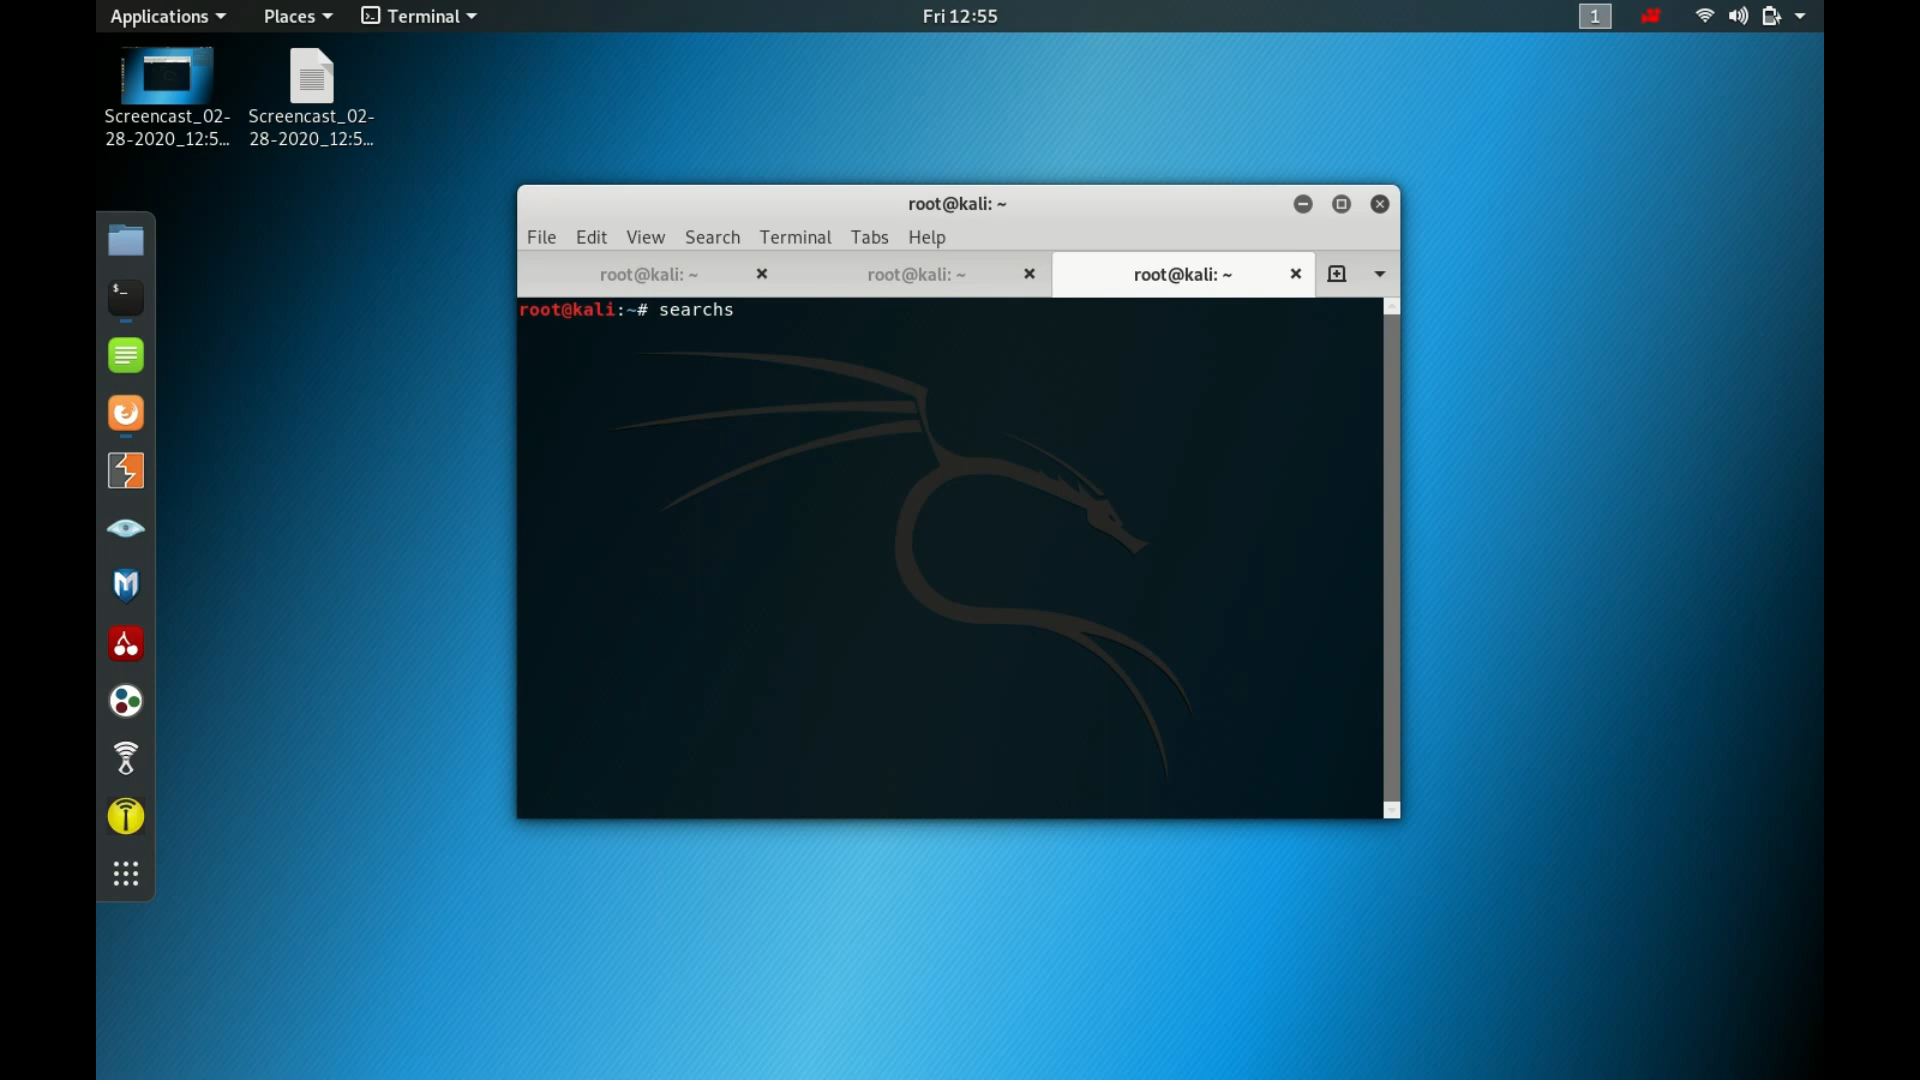 Applications Places Terminal Fri 12:55 1
Screencast_02-
28-2020_12:5...
Screencast_02-
28-2020_12:5...
root@kali: ~
File Edit View Search Terminal Tabs Help
root@kali: ~ root@kali: ~ root@kali: ~
root@kali:~# searchs